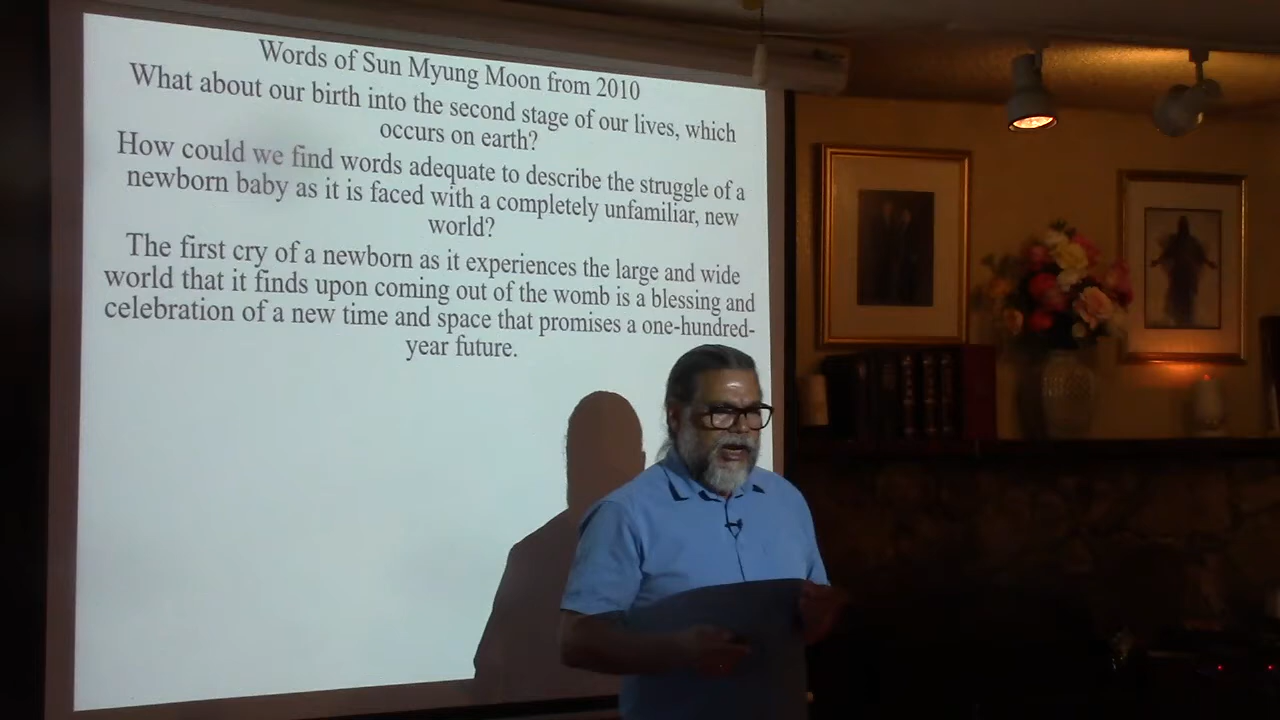 Words of Sun Myung Moon from 2010
What about our birth into the second stage of our lives, which
occurs on earth?
How could we find words adequate to describe the struggle of a
newborn baby as it is faced with a completely unfamiliar, new
world?
The first cry of a newborn as it experiences the large and wide
world that it finds upon coming out of the womb is a blessing and
celebration of a new time and space that promises a one-hundred-
year future.